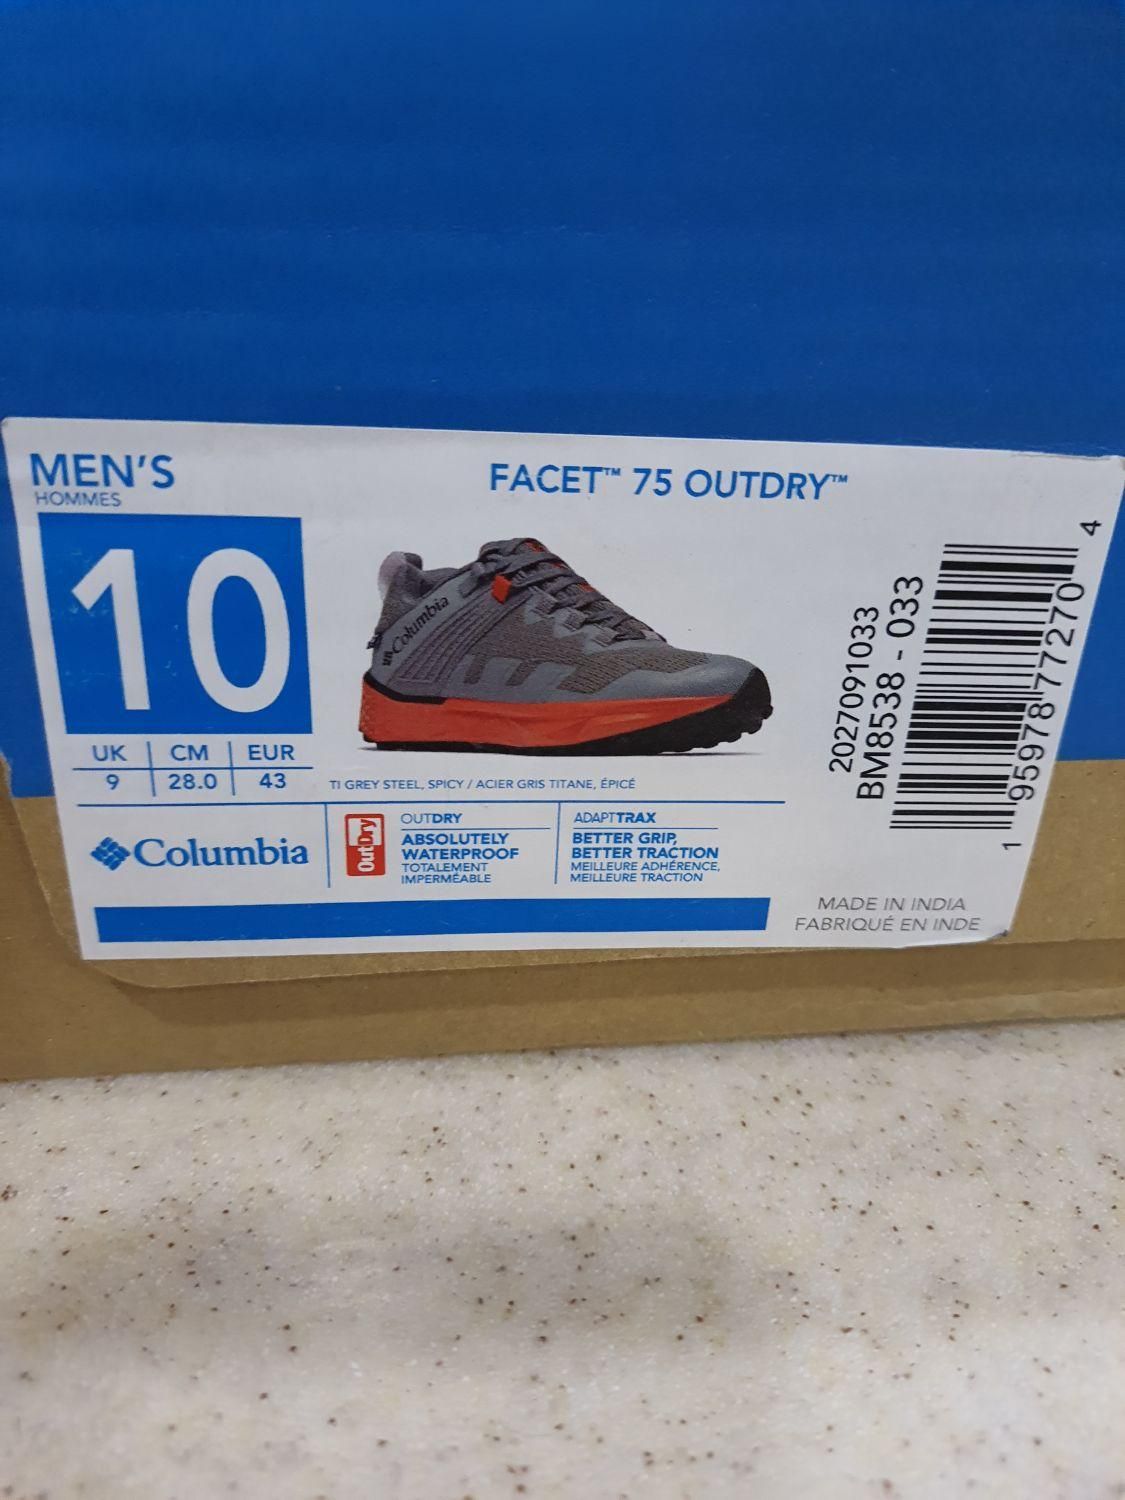 MEN'S
HOMMES
10
UK CM EUR
9 28.0 43
FACET™ 75 OUTDRY™
Columbia
TI GREY STEEL, SPICY / ACIER GRIS TITANE, ÉPICÉ
Columbia
OutDry
OUTDRY
ABSOLUTELY
WATERPROOF
TOTALEMENT
IMPERMÉABLE
ADAPTTRAX
BETTER GRIP,
BETTER TRACTION
MEILLEURE ADHÉRENCE,
MEILLEURE TRACTION
2027091033
BM8538 - 033
1 95978 77270 4
MADE IN INDIA
FABRIQUÉ EN INDE